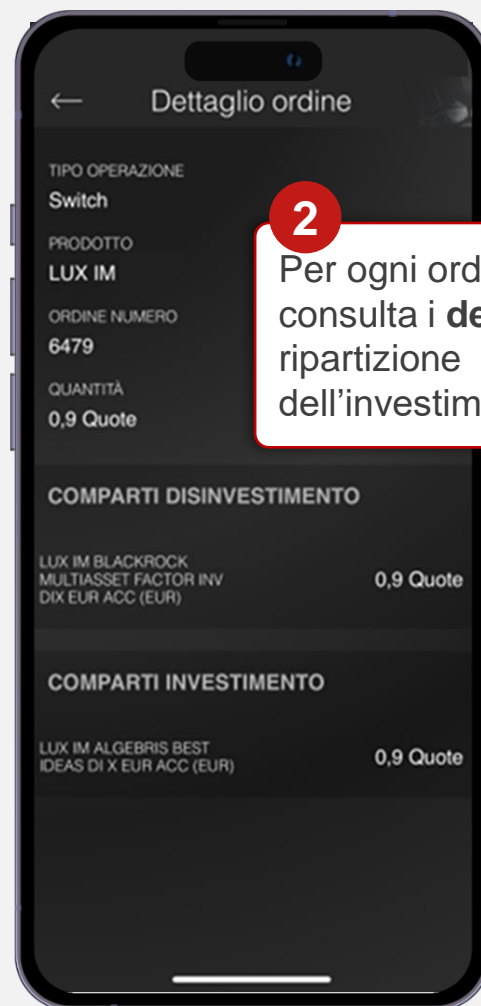 Dettaglio ordine
TIPO OPERAZIONE
Switch
PRODOTTO
LUX IM
ORDINE NUMERO
6479
QUANTITÀ
0,9 Quote
2
Per ogni ord
consulta i de
ripartizione
dell'investim
COMPARTI DISINVESTIMENTO
LUX IM BLACKROCK
MULTIASSET FACTOR INV
DIX EUR ACC (EUR)
0,9 Quote
COMPARTI INVESTIMENTO
LUX IM ALGEBRIS BEST
IDEAS DI X EUR ACC (EUR)
0,9 Quote